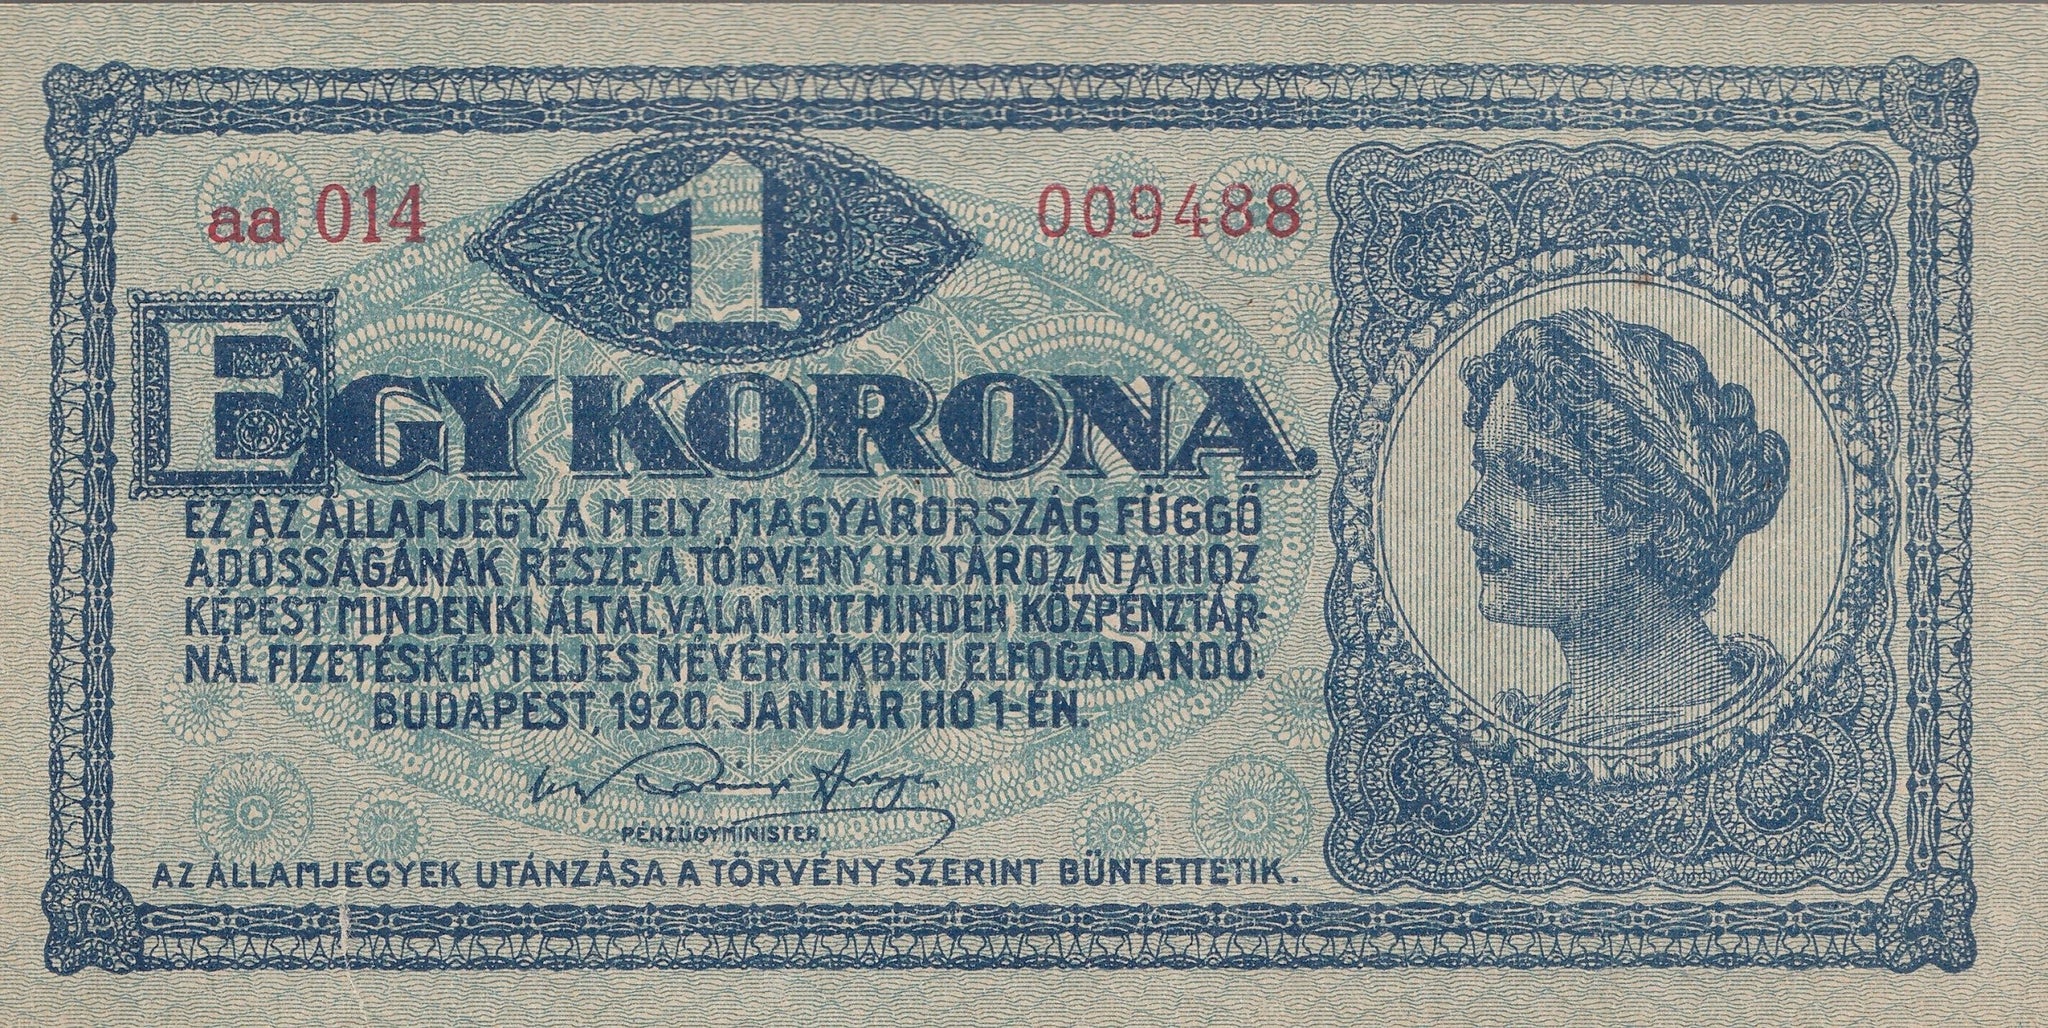 aa 014
1
009488
EGY KORONA.
EZ AZ ÁLLAMJEGY, A MELY MAGYARORSZÁG FÜGGŐ
ADÓSSÁGÁNAK RÉSZE, A TÖRVÉNY HATÁROZATAIHOZ
KÉPEST MINDENKI ÁLTAL, VALAMINT MINDEN KÖZPÉNZTÁR-
NÁL FIZETÉSKÉP TELJES NÉVÉRTÉKBEN ELFOGADANDÓ.
BUDAPEST, 1920. JANUÁR HÓ 1-ÉN.
PÉNZÜGYMINISTER.
AZ ÁLLAMJEGYEK UTÁNZÁSA A TÖRVÉNY SZERINT BÜNTETTETIK.